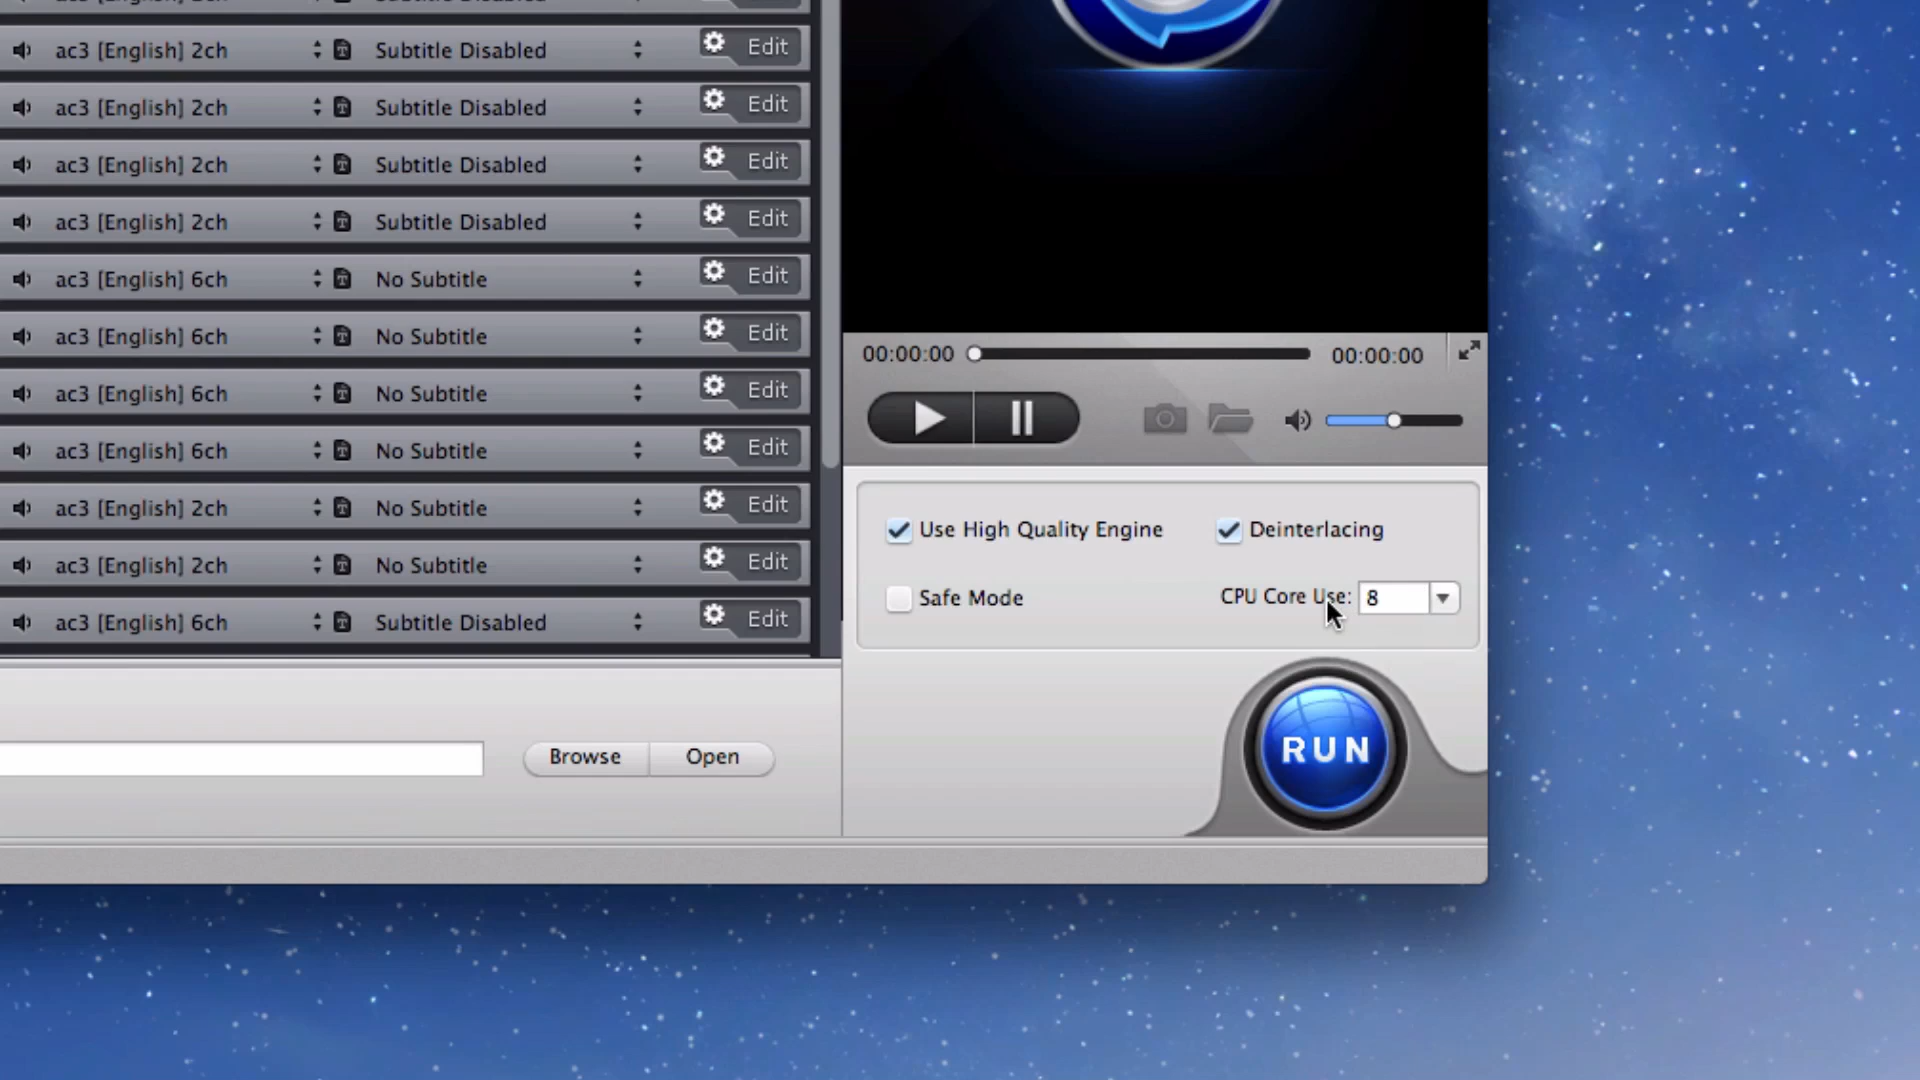 ac3 [English] 2ch Subtitle Disabled Edit
ac3 [English] 2ch Subtitle Disabled Edit
ac3 [English] 2ch Subtitle Disabled Edit
ac3 [English] 2ch Subtitle Disabled Edit
ac3 [English] 6ch No Subtitle Edit
ac3 [English] 6ch No Subtitle Edit
ac3 [English] 6ch No Subtitle Edit
ac3 [English] 6ch No Subtitle Edit
ac3 [English] 2ch No Subtitle Edit
ac3 [English] 2ch No Subtitle Edit
ac3 [English] 6ch Subtitle Disabled Edit
Browse Open
00:00:00 00:00:00
Use High Quality Engine Deinterlacing
Safe Mode CPU Core Use: 8
RUN